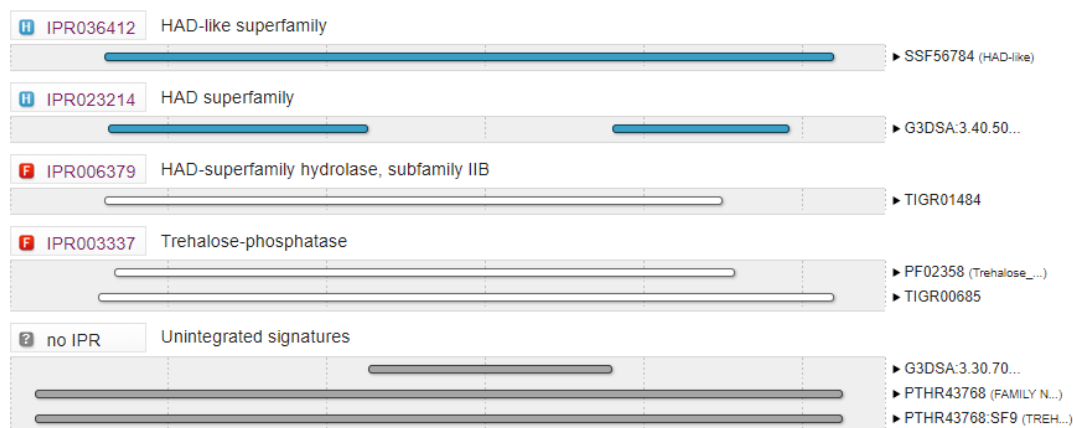 H IPR036412 HAD-like superfamily
SSF56784 (HAD-like)
H IPR023214 HAD superfamily
G3DSA:3.40.50...
F IPR006379 HAD-superfamily hydrolase, subfamily IIB
TIGR01484
F IPR003337 Trehalose-phosphatase
PF02358 (Trehalose_...)
TIGR00685
? no IPR Unintegrated signatures
G3DSA:3.30.70...
PTHR43768 (FAMILY N...)
PTHR43768:SF9 (TREH...)